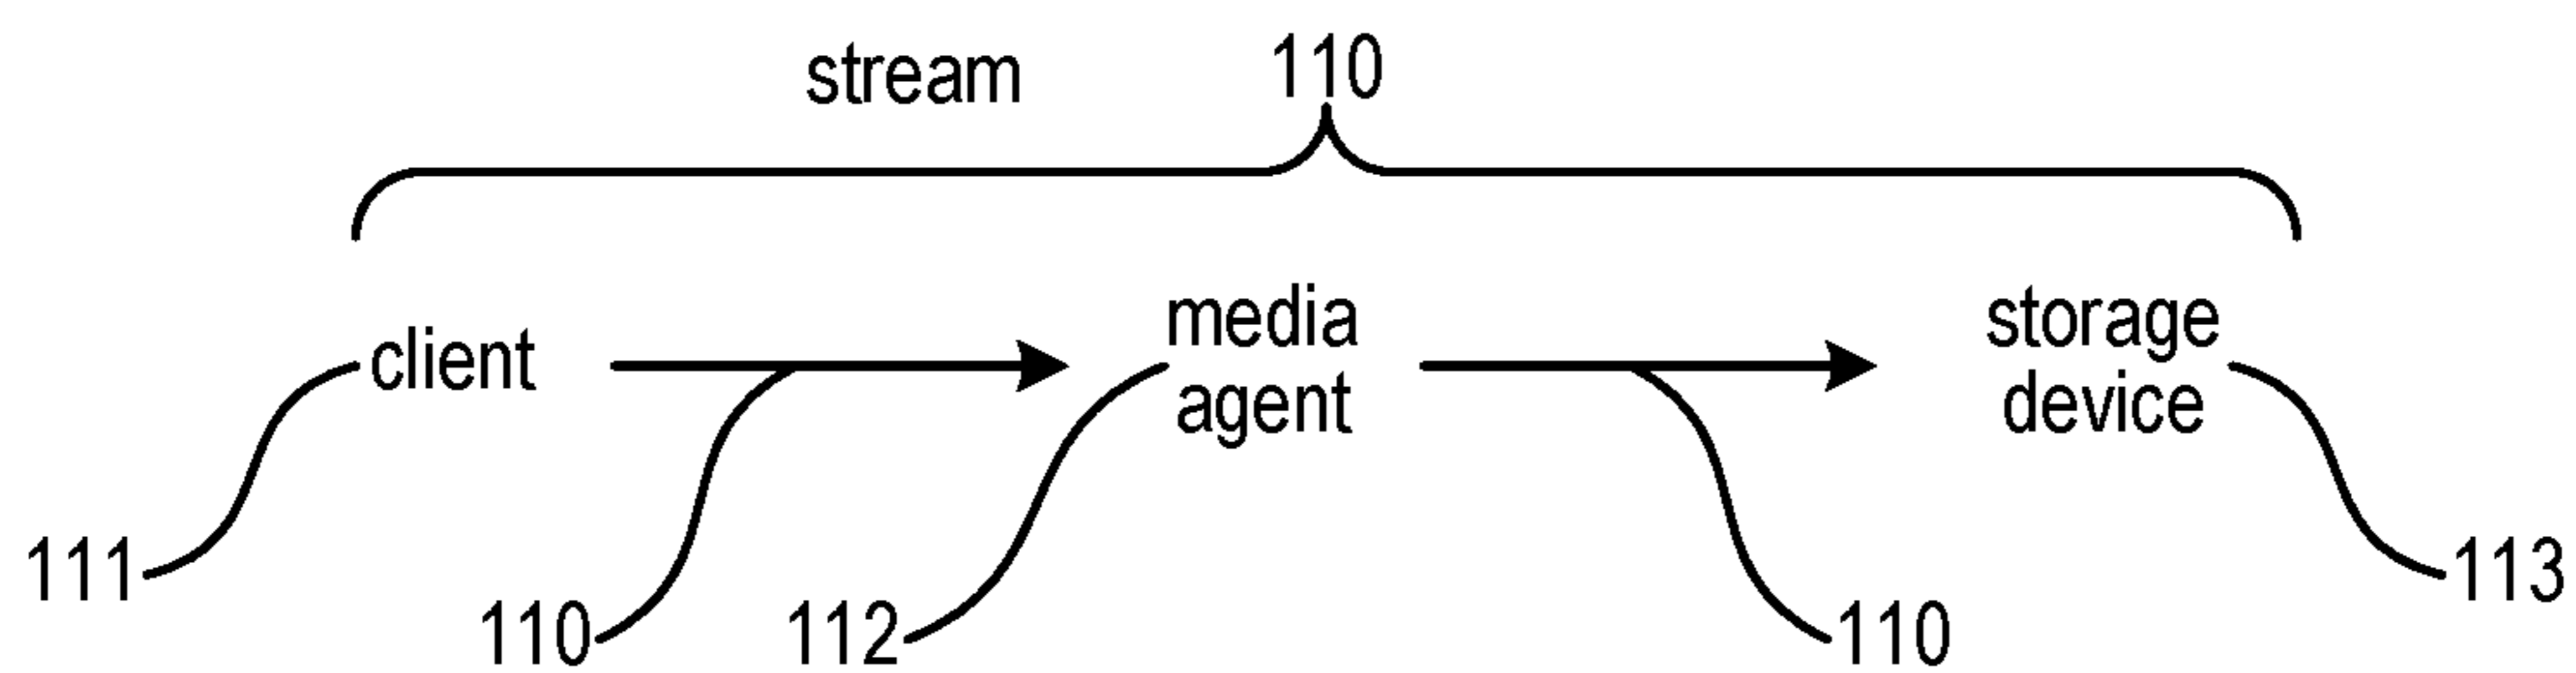 stream 110
client
media
agent
storage
device
111
110
112
110
113